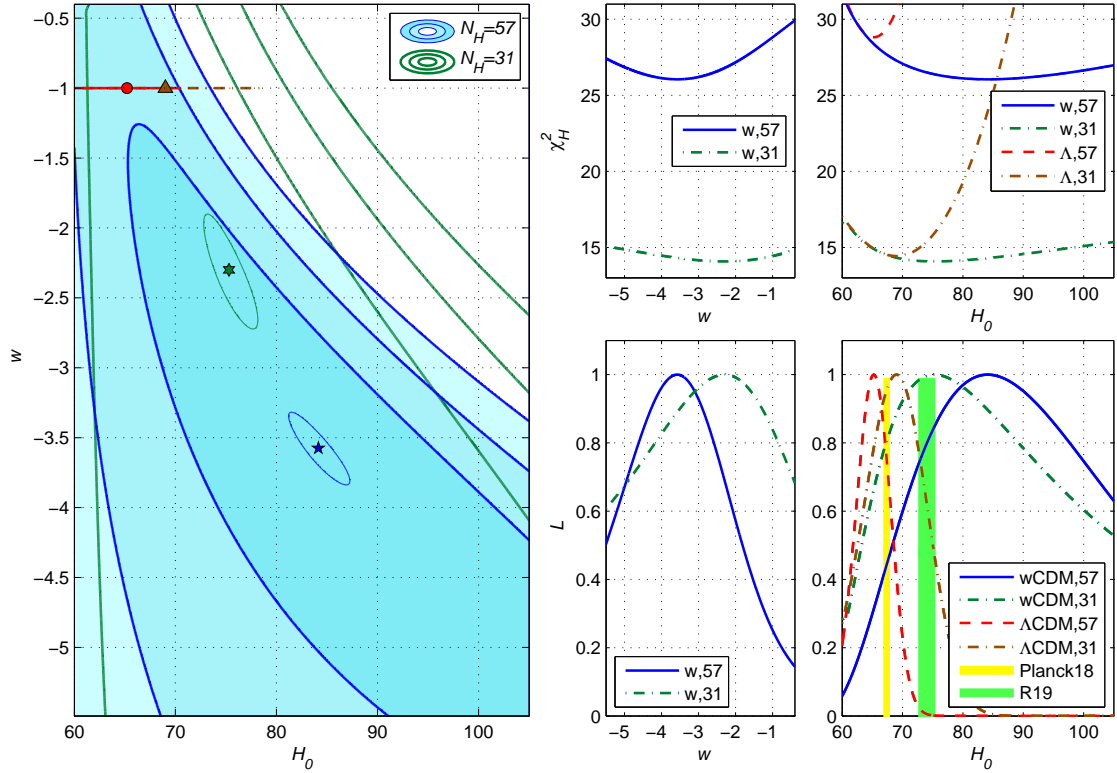 N_H=57
N_H=31
−0.5
−1
−1.5
−2
−2.5
−3
−3.5
−4
−4.5
−5
w
60 70 80 90 100
H_0
30
25
20
15
χ_H^2
w,57
w,31
−5 −4 −3 −2 −1
w
30
25
20
15
w,57
w,31
Λ,57
Λ,31
60 70 80 90 100
H_0
1
0.8
0.6
0.4
0.2
0
L
w,57
w,31
−5 −4 −3 −2 −1
w
1
0.8
0.6
0.4
0.2
0
wCDM,57
wCDM,31
ΛCDM,57
ΛCDM,31
Planck18
R19
60 70 80 90 100
H_0